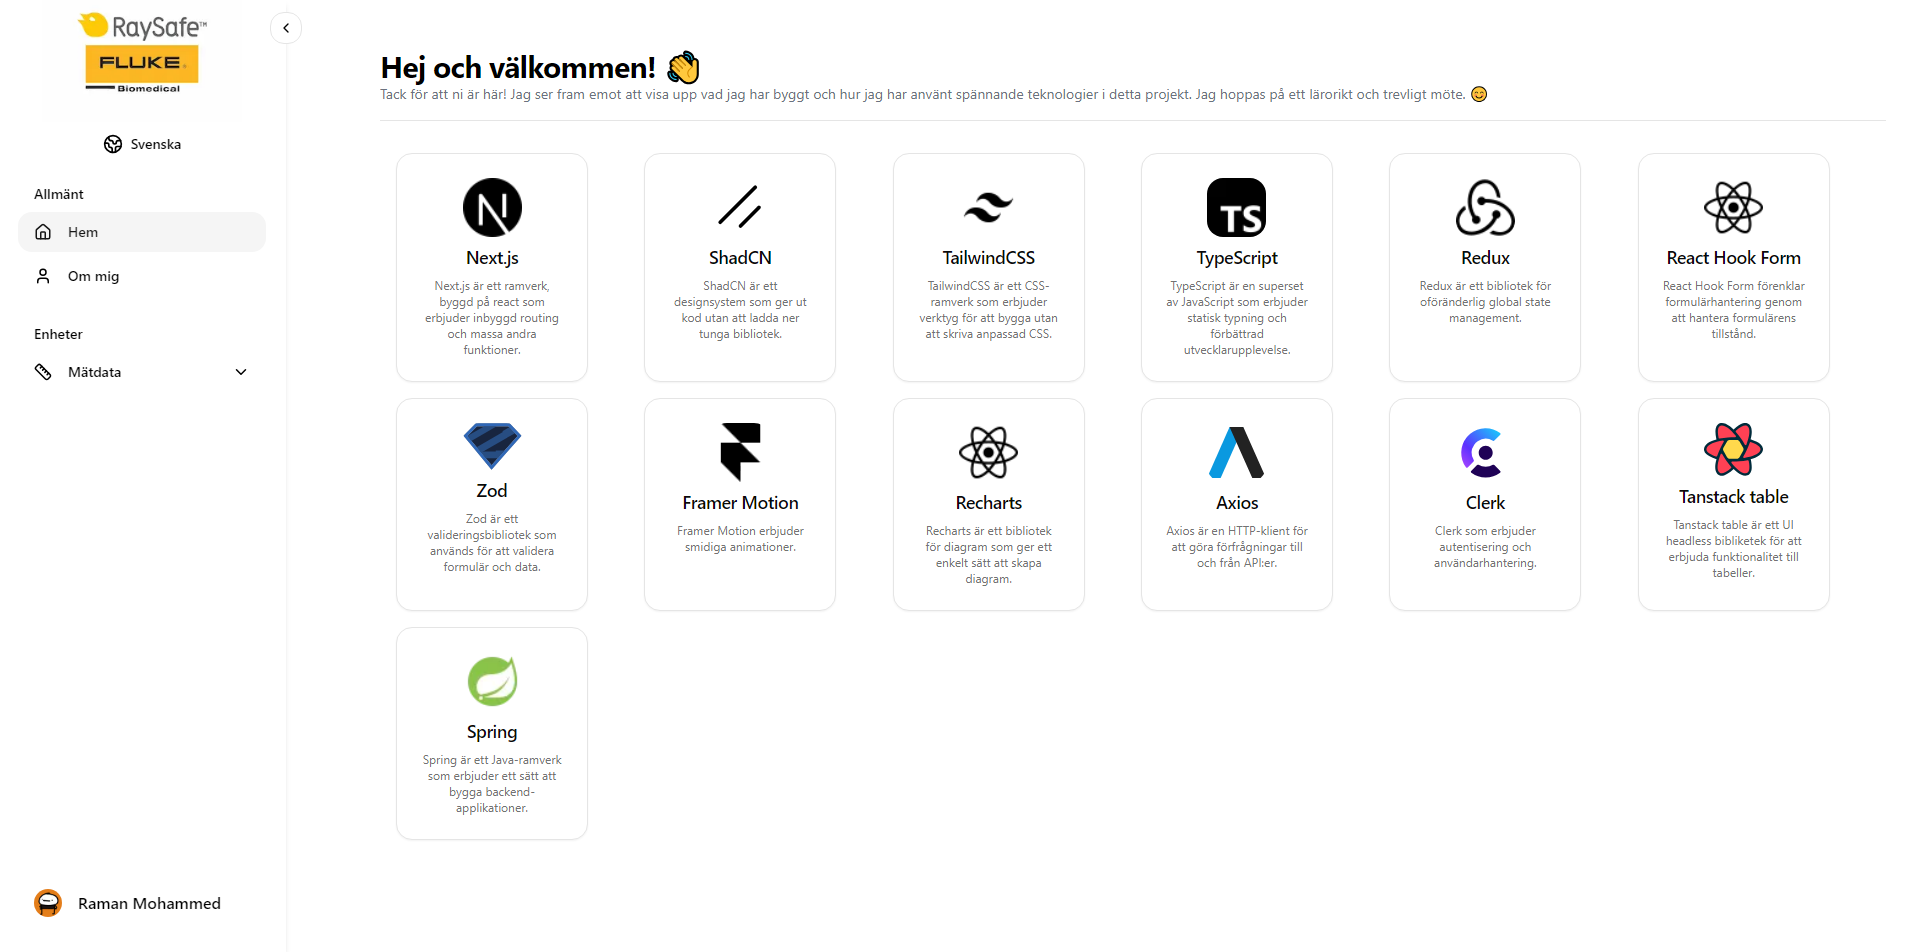 RaySafe™
FLUKE®
Biomedical
Svenska
Allmänt
Hem
Om mig
Enheter
Mätdata
Raman Mohammed
Hej och välkommen! 👋
Tack för att ni är här! Jag ser fram emot att visa upp vad jag har byggt och hur jag har använt spännande teknologier i detta projekt. Jag hoppas på ett lärorikt och trevligt möte. 😊
Next.js
Next.js är ett ramverk,
byggd på react som
erbjuder inbyggd routing
och massa andra
funktioner.
ShadCN
ShadCN är ett
designsystem som ger ut
kod utan att ladda ner
tunga bibliotek.
TailwindCSS
TailwindCSS är ett CSS-
ramverk som erbjuder
verktyg för att bygga utan
att skriva anpassad CSS.
TS
TypeScript
TypeScript är en superset
av JavaScript som erbjuder
statisk typning och
förbättrad
utvecklarupplevelse.
Redux
Redux är ett bibliotek för
oföränderlig global state
management.
React Hook Form
React Hook Form förenklar
formulärhantering genom
att hantera formulärens
tillstånd.
Zod
Zod är ett
valideringsbibliotek som
används för att validera
formulär och data.
Framer Motion
Framer Motion erbjuder
smidiga animationer.
Recharts
Recharts är ett bibliotek
för diagram som ger ett
enkelt sätt att skapa
diagram.
Axios
Axios är en HTTP-klient för
att göra förfrågningar till
och från API:er.
Clerk
Clerk som erbjuder
autentisering och
användarhantering.
Tanstack table
Tanstack table är ett UI
headless bibliketek för att
erbjuda funktionalitet till
tabeller.
Spring
Spring är ett Java-ramverk
som erbjuder ett sätt att
bygga backend-
applikationer.